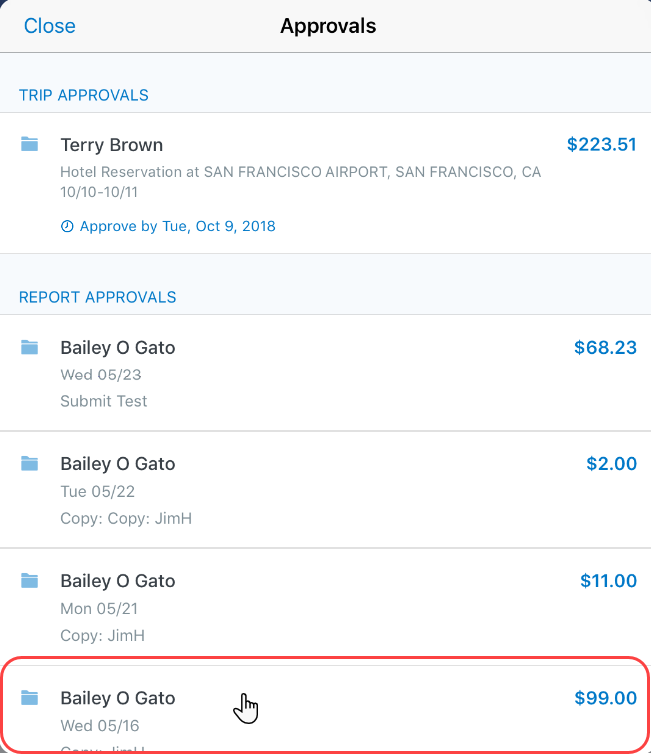 Close Approvals
TRIP APPROVALS
Terry Brown $223.51
Hotel Reservation at SAN FRANCISCO AIRPORT, SAN FRANCISCO, CA
10/10-10/11
Approve by Tue, Oct 9, 2018
REPORT APPROVALS
Bailey O Gato $68.23
Wed 05/23
Submit Test
Bailey O Gato $2.00
Tue 05/22
Copy: Copy: JimH
Bailey O Gato $11.00
Mon 05/21
Copy: JimH
Bailey O Gato $99.00
Wed 05/16
Copy: JimH